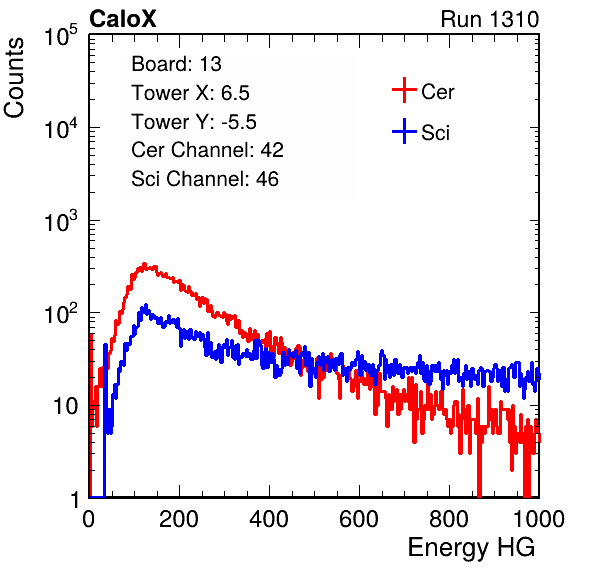 CaloX Run 1310
Counts
10^5
10^4
10^3
10^2
10
1
Board: 13
Tower X: 6.5
Tower Y: -5.5
Cer Channel: 42
Sci Channel: 46
Cer
Sci
0 200 400 600 800 1000
Energy HG